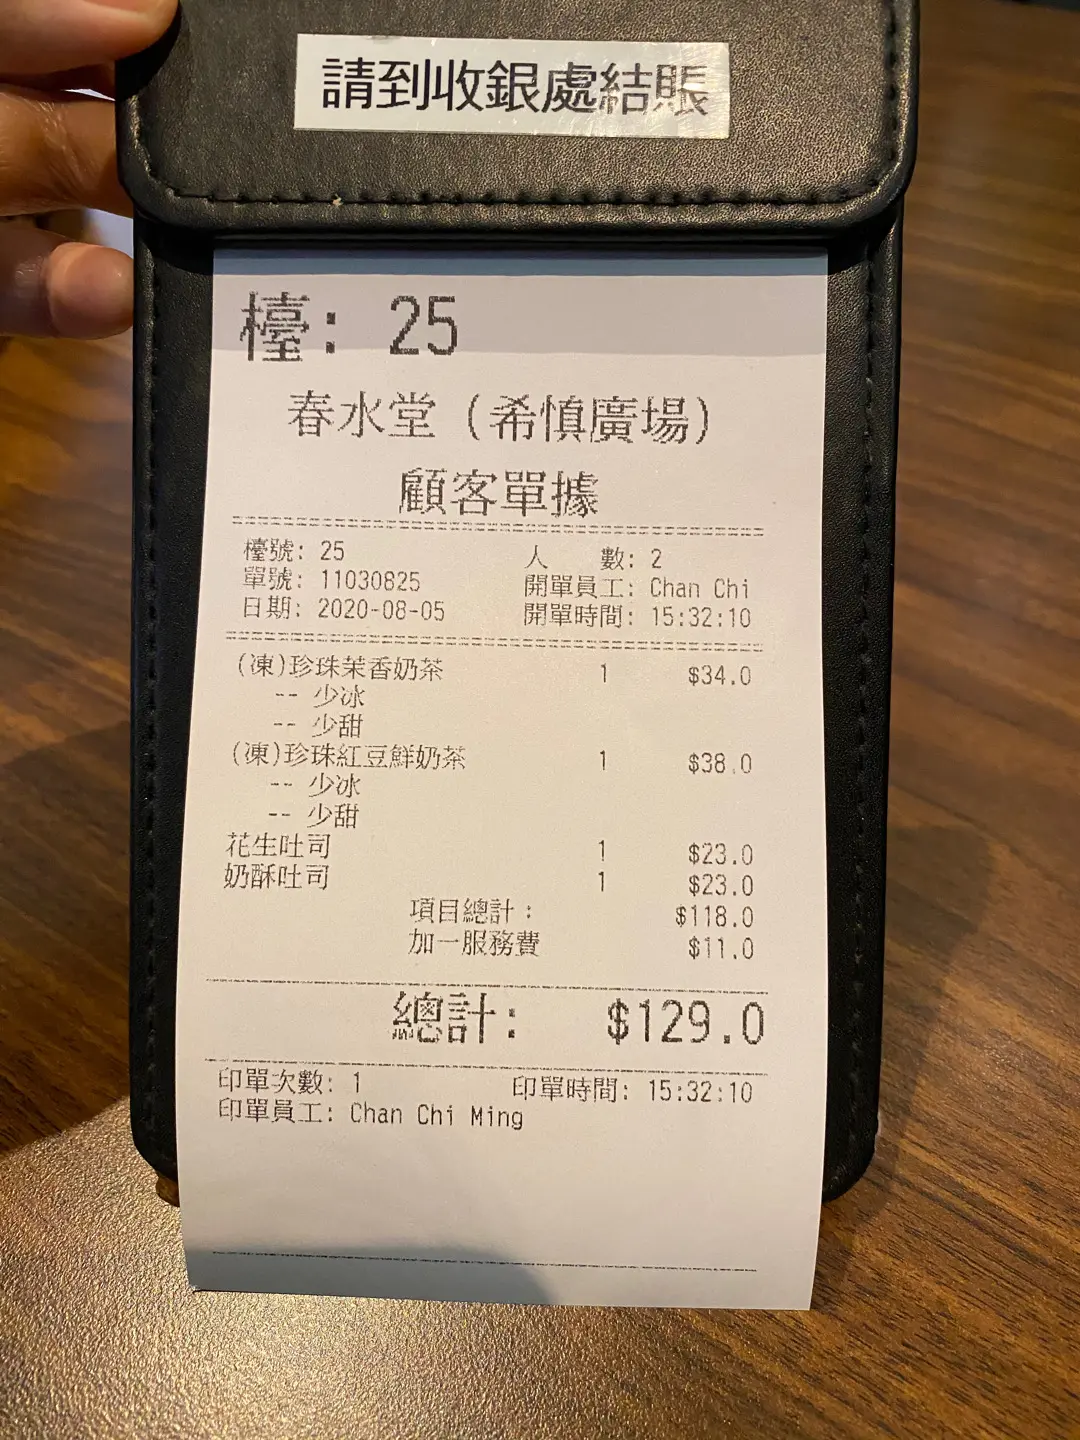 請到收銀處結賬
檯: 25
春水堂 (希慎廣場)
顧客單據
檯號: 25 人 數: 2
單號: 11030825 開單員工: Chan Chi
日期: 2020-08-05 開單時間: 15:32:10
(凍)珍珠茉香奶茶 1 $34.0
-- 少冰
-- 少甜
(凍)珍珠紅豆鮮奶茶 1 $38.0
-- 少冰
-- 少甜
花生吐司 1 $23.0
奶酥吐司 1 $23.0
項目總計: $118.0
加一服務費 $11.0
總計: $129.0
印單次數: 1 印單時間: 15:32:10
印單員工: Chan Chi Ming